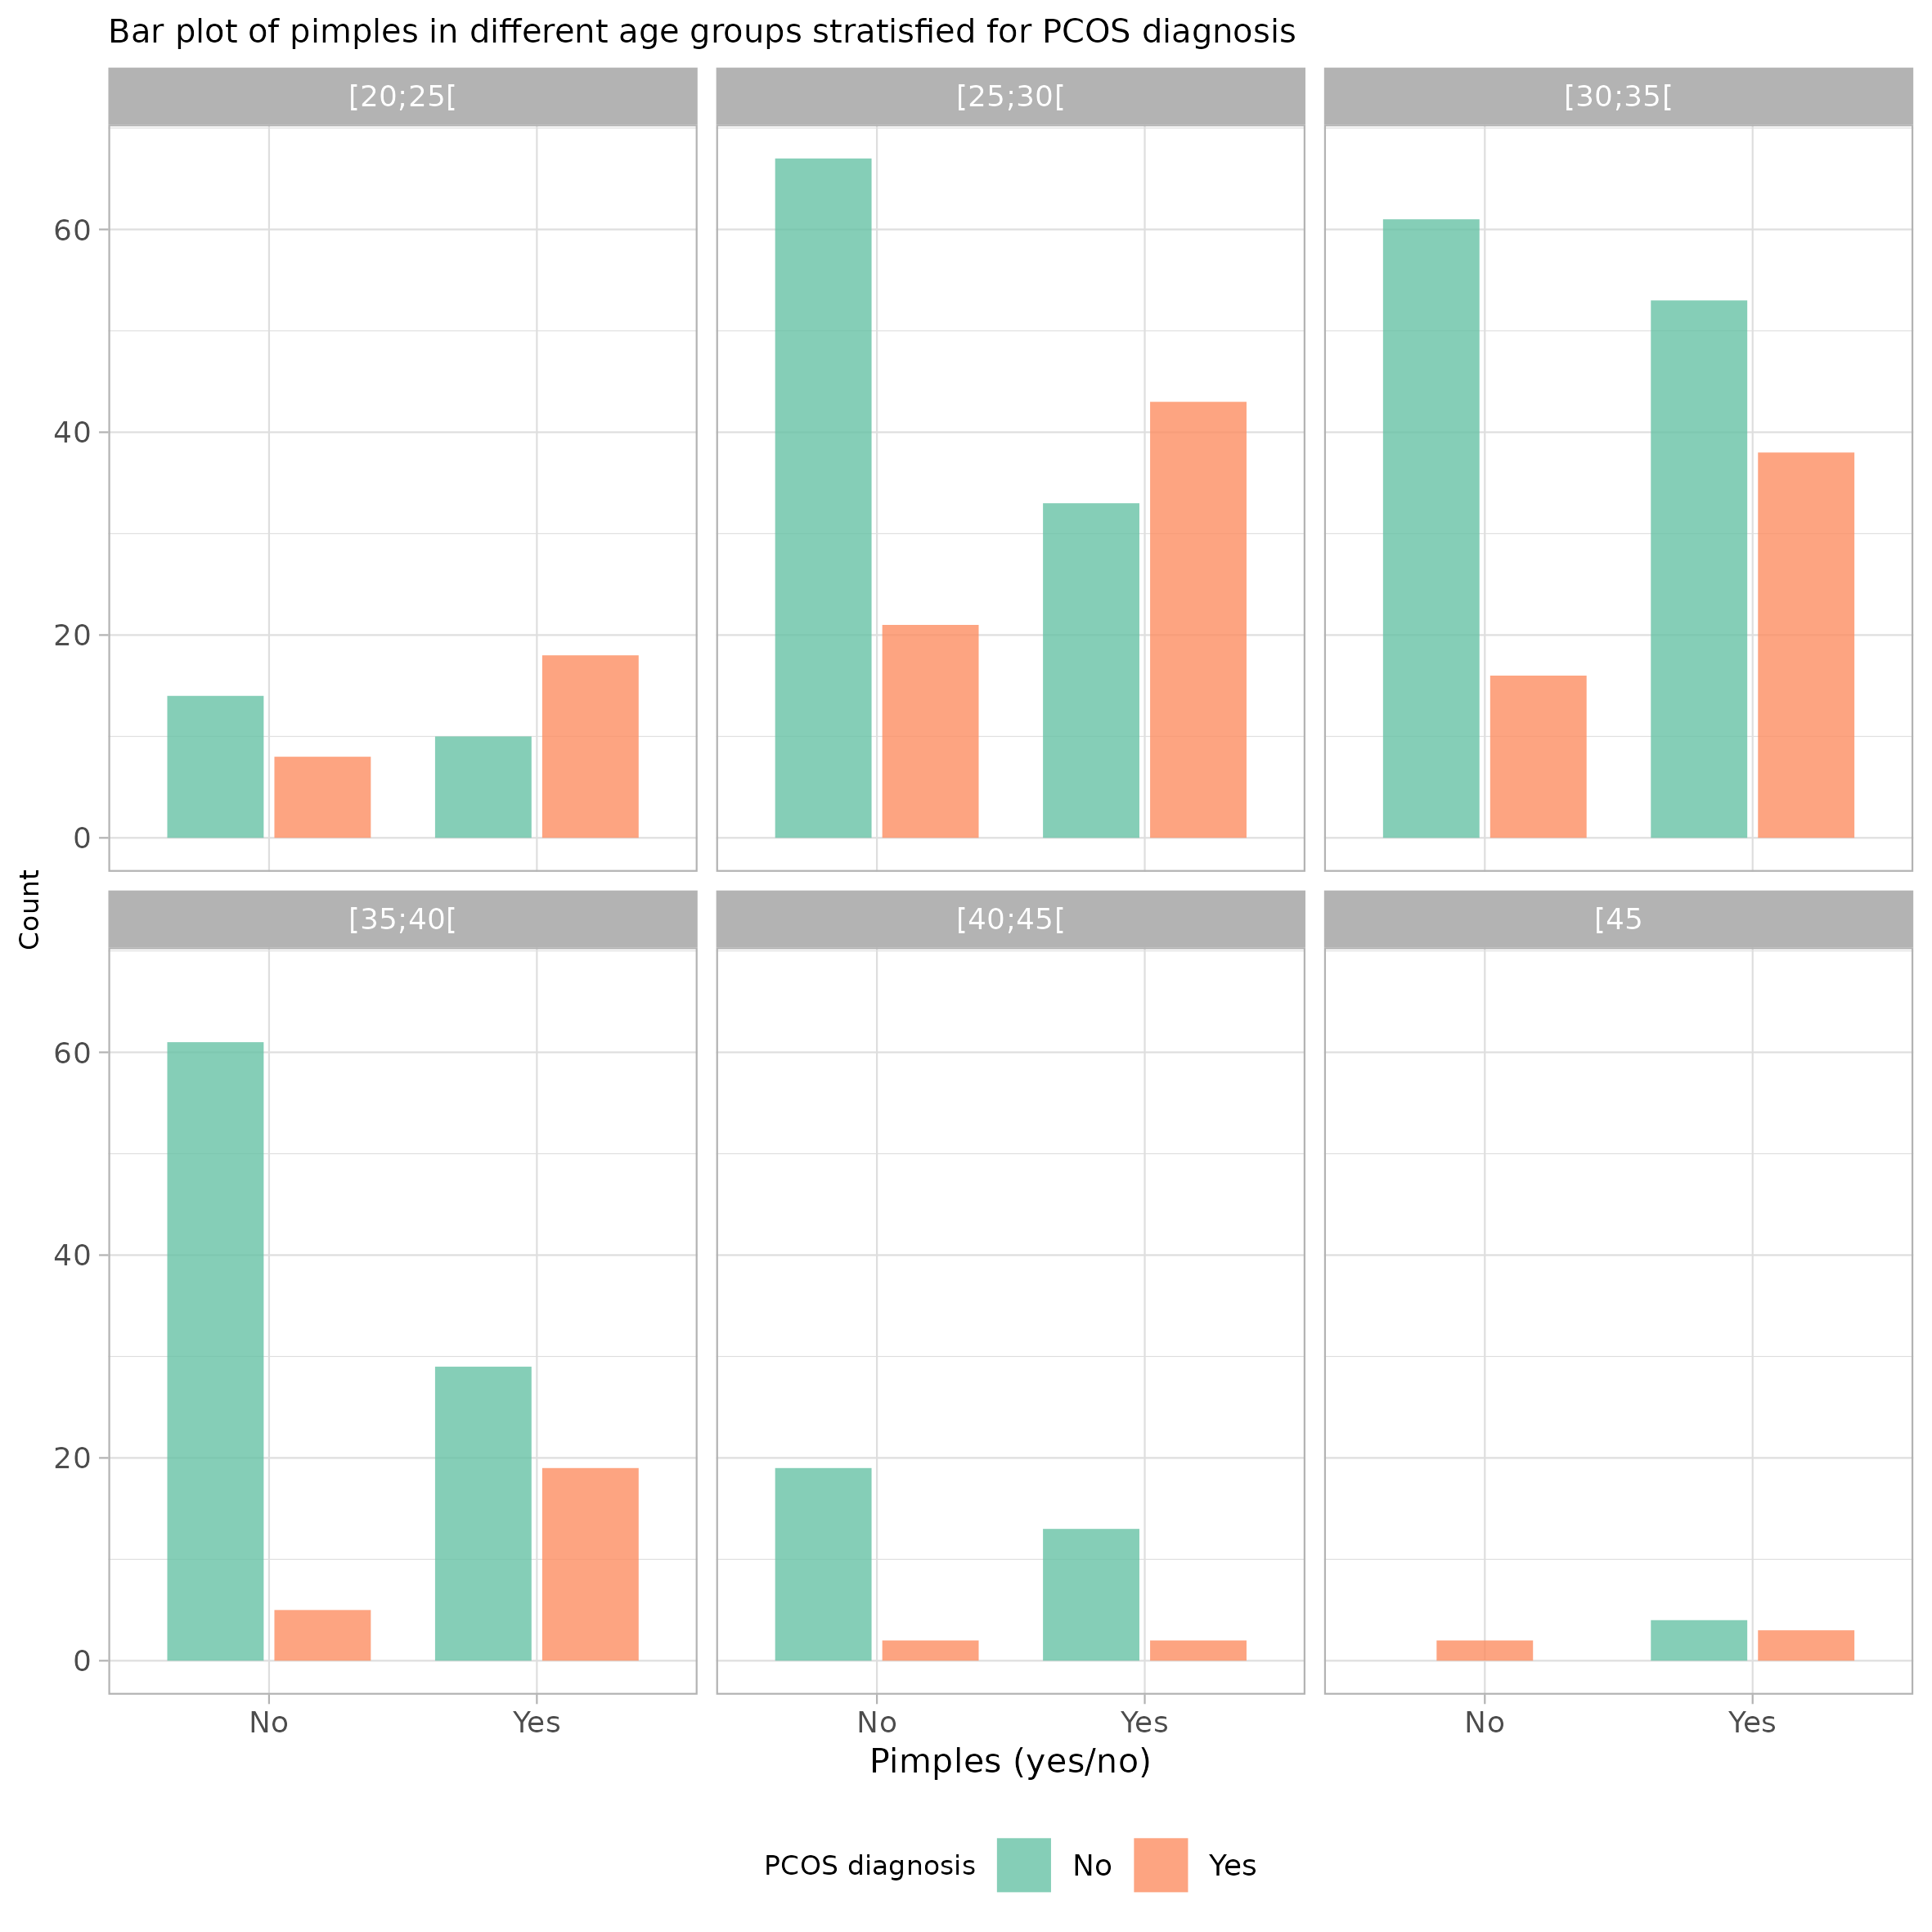 Bar plot of pimples in different age groups stratisfied for PCOS diagnosis
[20;25[
[25;30[
[30;35[
60
40
20
0
Count
[35;40[
[40;45[
[45
60
40
20
0
No Yes
No Yes
No Yes
Pimples (yes/no)
PCOS diagnosis No Yes